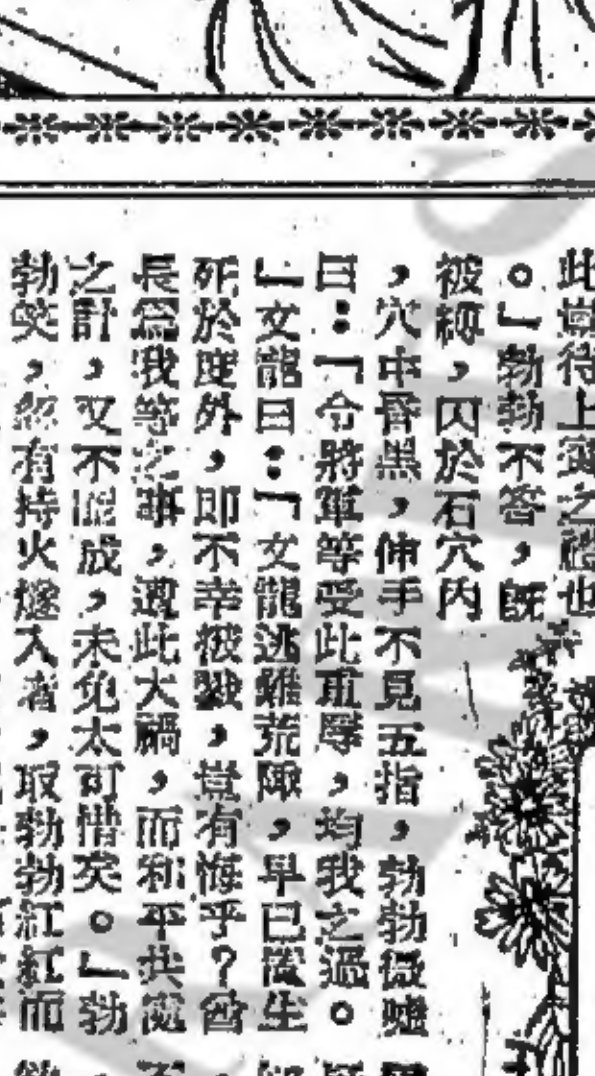 此豈待上賓之禮也
。」勃勃不答,既
被縛,囚於石穴內
,穴中昏黑,伸手不見五指,勃勃微嘆
曰:「令將軍等受此重辱,均我之過。
」文龍曰:「文龍逃難荒陬,早已置生
死於度外,即不幸被戮,豈有悔乎?
長為我等之事,遭此大禍,而和平共
之計,又不能成,未免太可惜矣。」勃
勃笑,忽有持火燧入者,取勃勃紅紅而